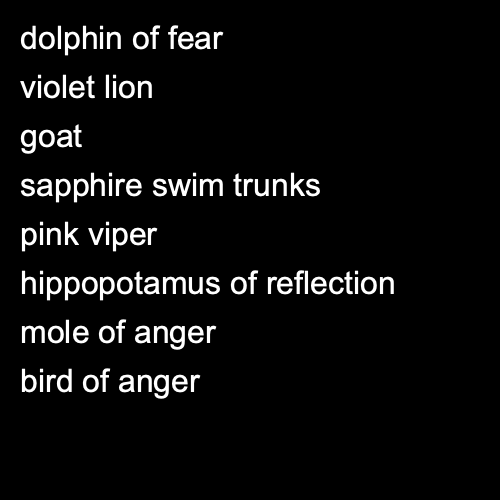 dolphin of fear
violet lion
goat
sapphire swim trunks
pink viper
hippopotamus of reflection
mole of anger
bird of anger